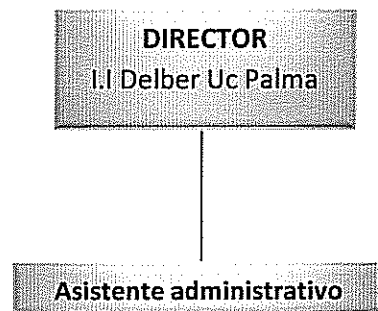 DIRECTOR
I.I Delber Uc Palma
Asistente administrativo